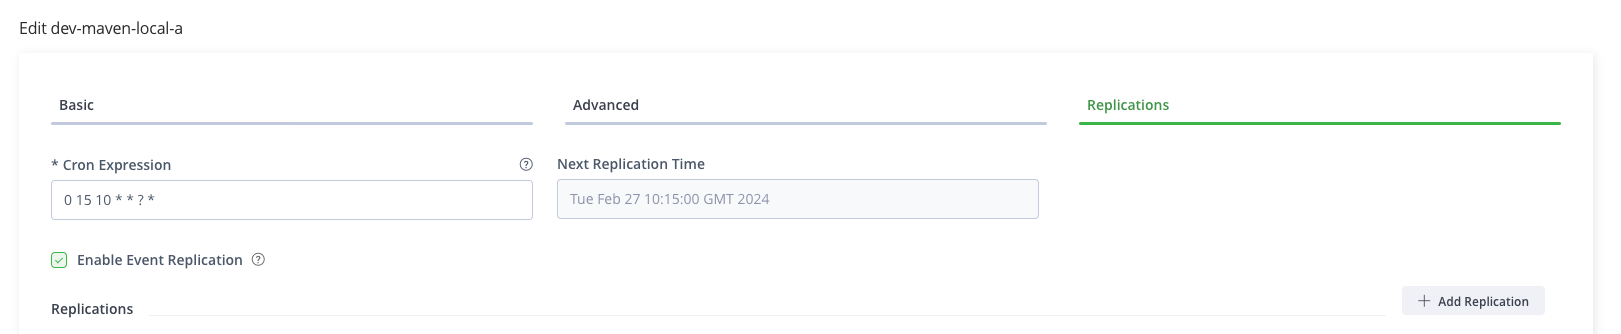 Edit dev-maven-local-a
Basic
Advanced
Replications
* Cron Expression
Next Replication Time
0 15 10 * * ? *
Tue Feb 27 10:15:00 GMT 2024
Enable Event Replication
Replications
Add Replication